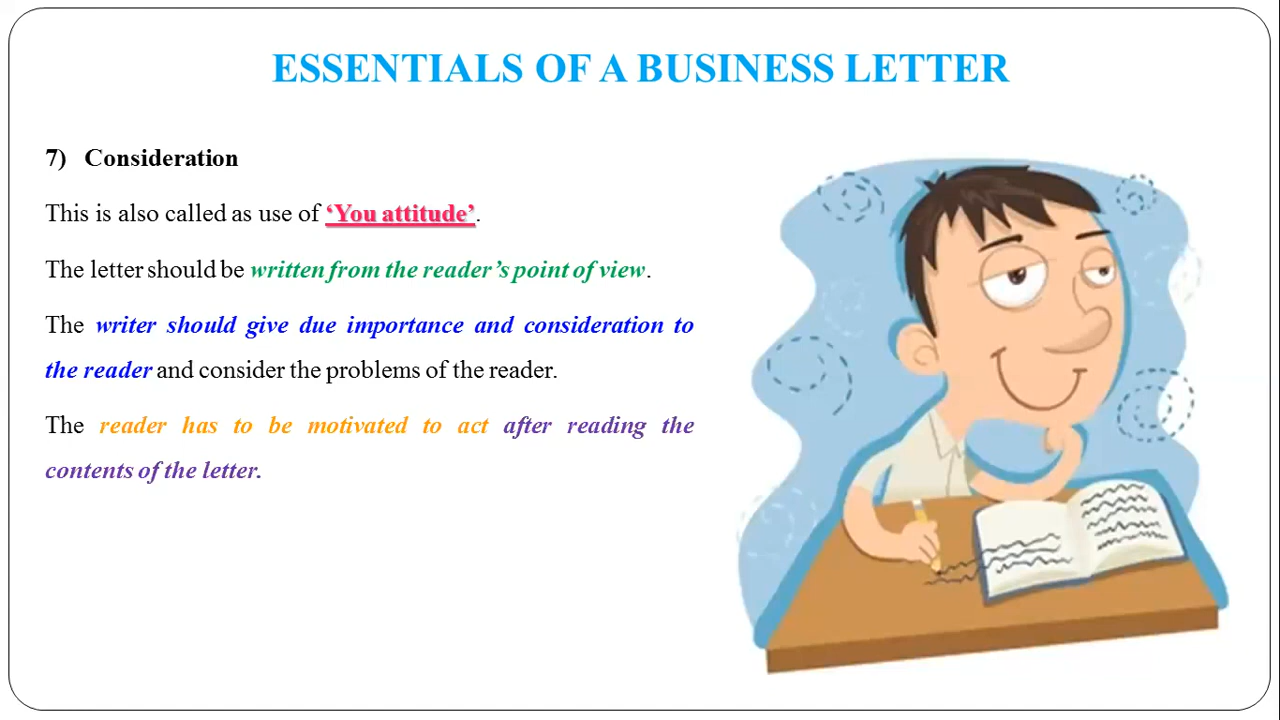 ESSENTIALS OF A BUSINESS LETTER
7) Consideration
This is also called as use of ‘You attitude’.
The letter should be written from the reader’s point of view.
The writer should give due importance and consideration to
the reader and consider the problems of the reader.
The reader has to be motivated to act after reading the
contents of the letter.